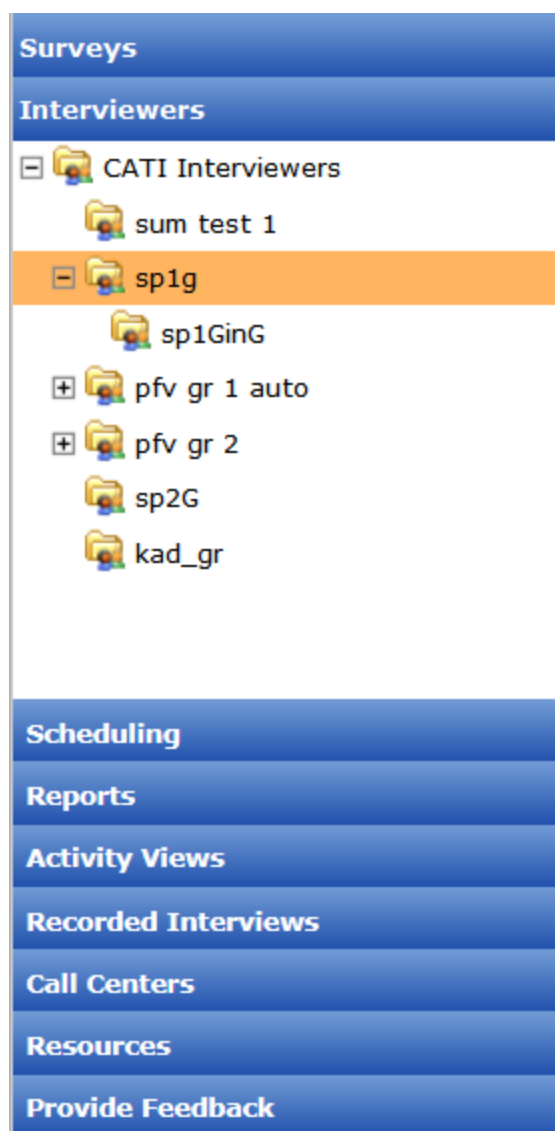 Surveys
Interviewers
CATI Interviewers
sum test 1
sp1g
sp1GinG
pfv gr 1 auto
pfv gr 2
sp2G
kad_gr
Scheduling
Reports
Activity Views
Recorded Interviews
Call Centers
Resources
Provide Feedback